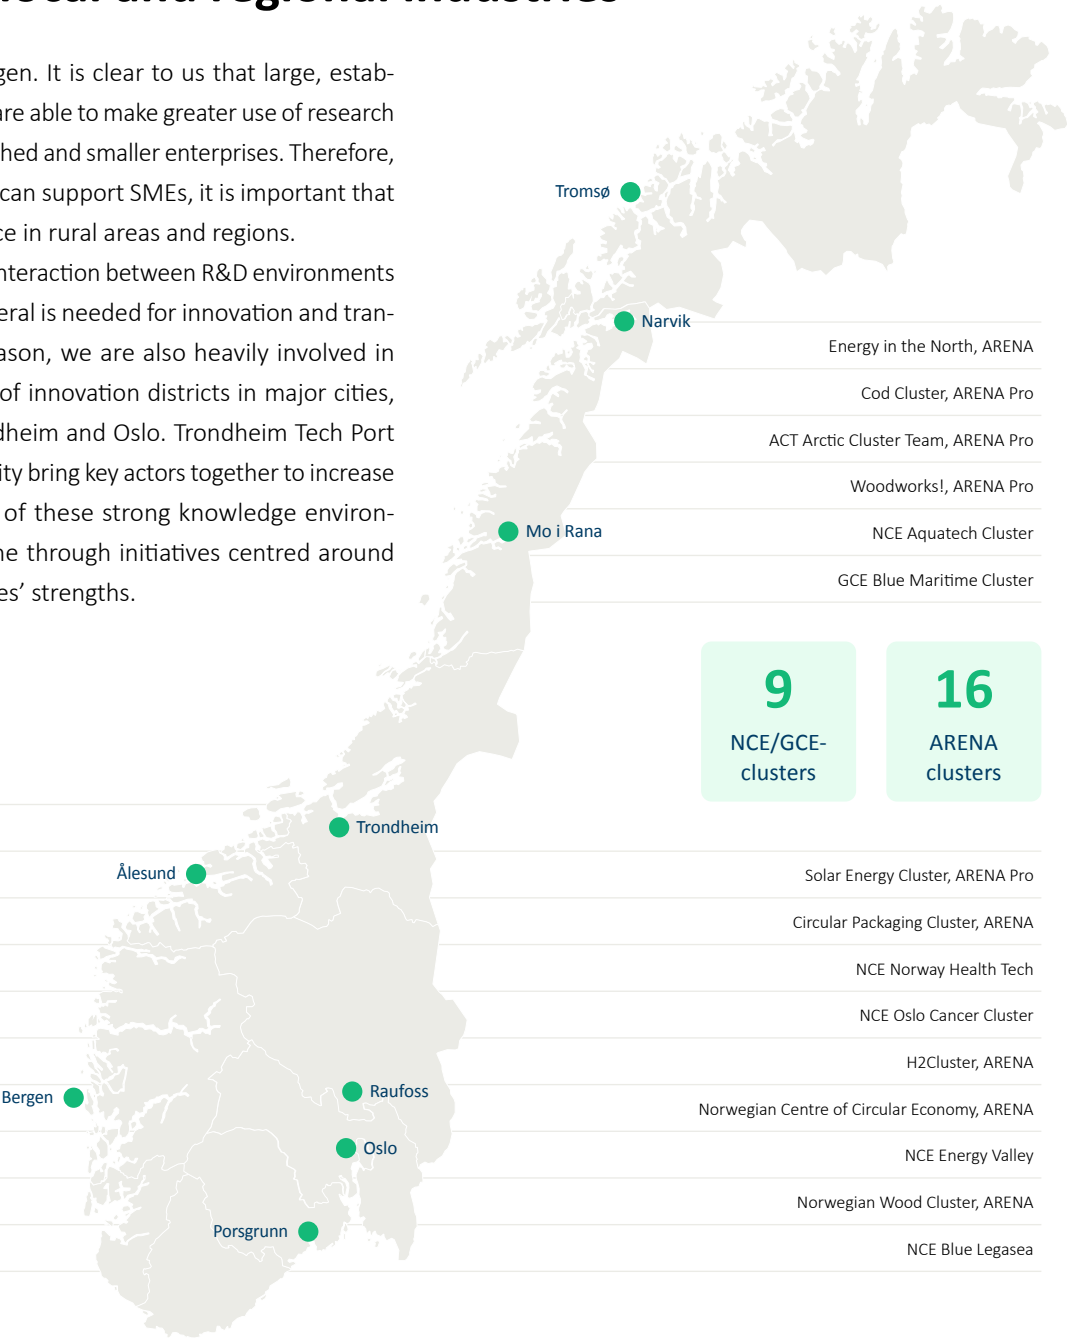 local and regional industries
gen. It is clear to us that large, estab-
are able to make greater use of research
hed and smaller enterprises. Therefore,
can support SMEs, it is important that
ce in rural areas and regions.
nteraction between R&D environments
eral is needed for innovation and tran-
ason, we are also heavily involved in
of innovation districts in major cities,
dheim and Oslo. Trondheim Tech Port
ity bring key actors together to increase
of these strong knowledge environ-
ne through initiatives centred around
es’ strengths.
Tromsø
Narvik
Energy in the North, ARENA
Cod Cluster, ARENA Pro
ACT Arctic Cluster Team, ARENA Pro
Woodworks!, ARENA Pro
Mo i Rana
NCE Aquatech Cluster
GCE Blue Maritime Cluster
9
NCE/GCE-
clusters
16
ARENA
clusters
Trondheim
Ålesund
Solar Energy Cluster, ARENA Pro
Circular Packaging Cluster, ARENA
NCE Norway Health Tech
NCE Oslo Cancer Cluster
H2Cluster, ARENA
Bergen
Raufoss
Norwegian Centre of Circular Economy, ARENA
Oslo
NCE Energy Valley
Norwegian Wood Cluster, ARENA
Porsgrunn
NCE Blue Legasea